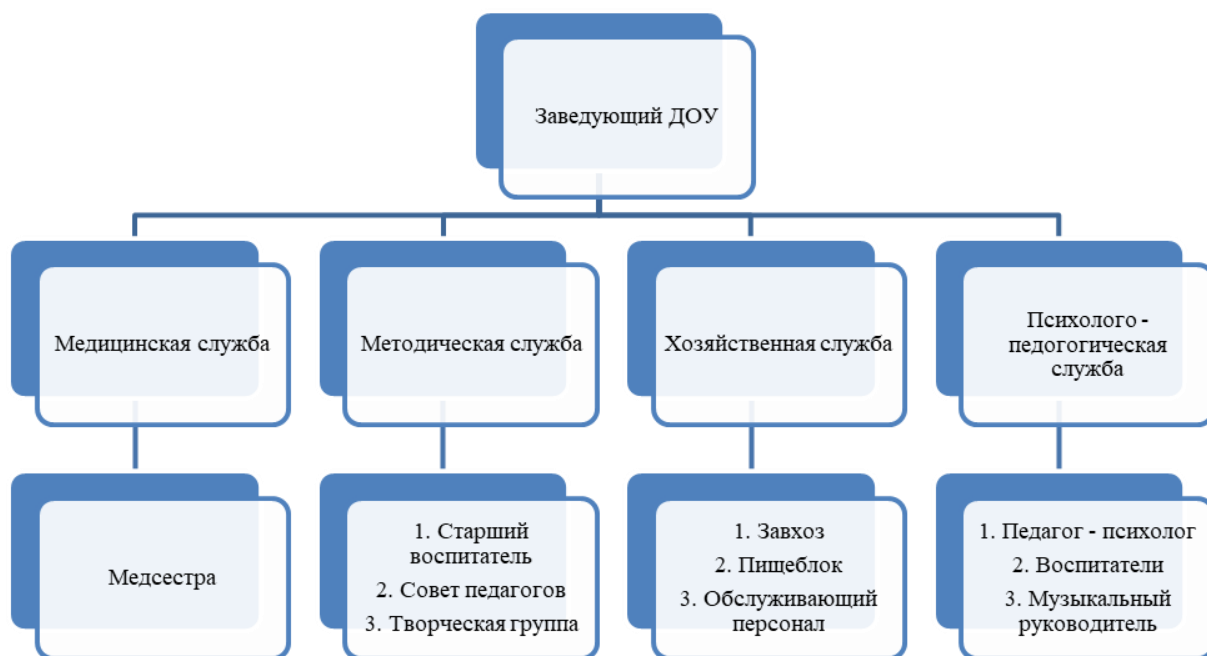 Заведующий ДОУ
Медицинская служба
Методическая служба
Хозяйственная служба
Психолого -
педогогическая
служба
Медсестра
1. Старший
воспитатель
2. Совет педагогов
3. Творческая группа
1. Завхоз
2. Пищеблок
3. Обслуживающий
персонал
1. Педагог - психолог
2. Воспитатели
3. Музыкальный
руководитель